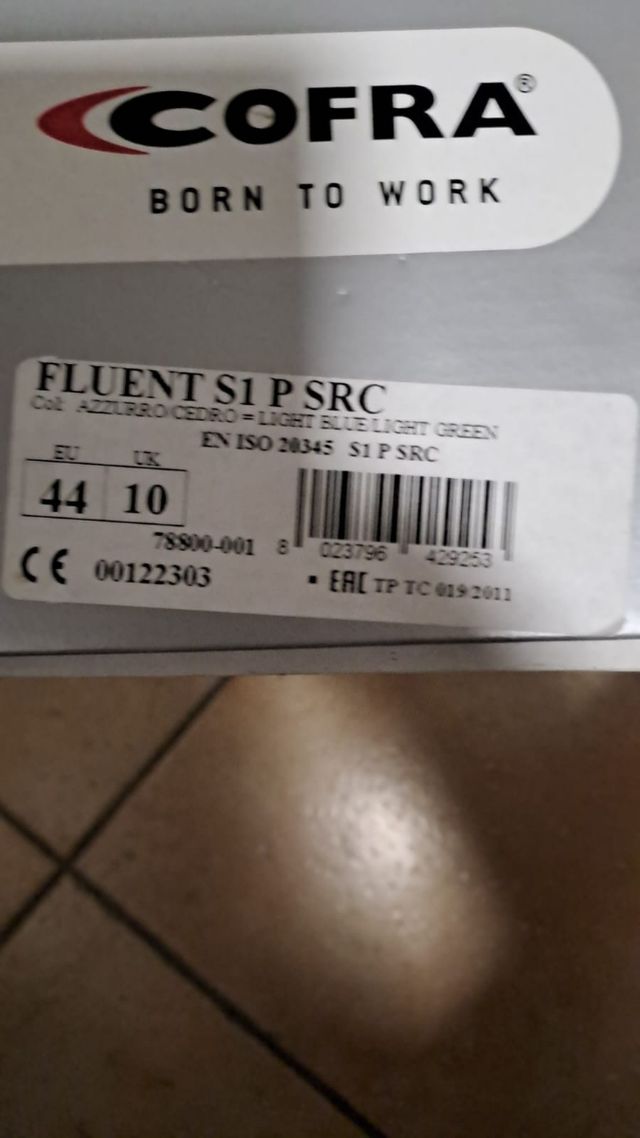 COFRA®
BORN TO WORK
FLUENT S1 P SRC
Col: AZZURRO/CEDRO = LIGHT BLUE/LIGHT GREEN
EN ISO 20345 S1 P SRC
EU UK
44 10
78800-001
8 023796 429253
CE 00122303
EAC TP TC 019/2011